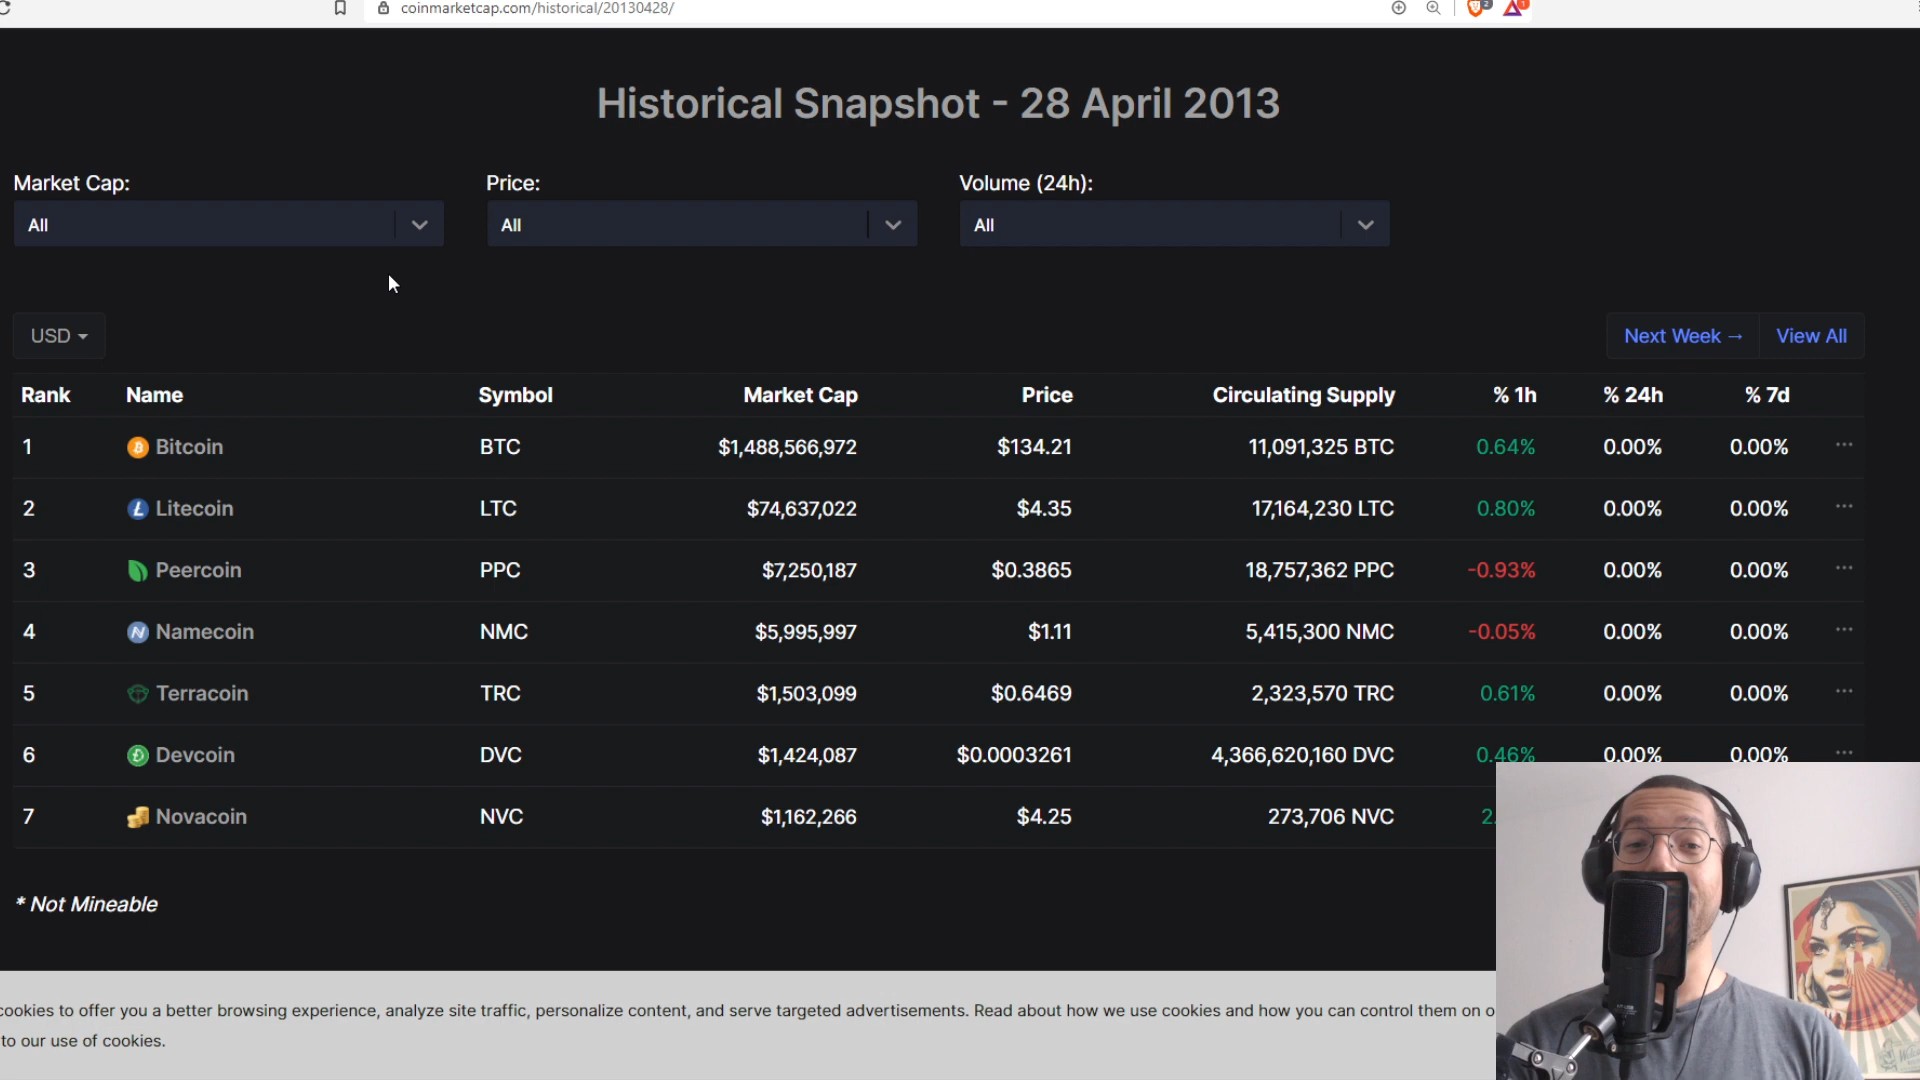 coinmarketcap.com/historical/20130428/
2
1
Historical Snapshot - 28 April 2013
Market Cap: Price: Volume (24h):
All All All
USD Next Week → View All
Rank Name Symbol Market Cap Price Circulating Supply % 1h % 24h % 7d
1 Bitcoin BTC $1,488,566,972 $134.21 11,091,325 BTC 0.64% 0.00% 0.00% ...
2 Litecoin LTC $74,637,022 $4.35 17,164,230 LTC 0.80% 0.00% 0.00% ...
3 Peercoin PPC $7,250,187 $0.3865 18,757,362 PPC -0.93% 0.00% 0.00% ...
4 Namecoin NMC $5,995,997 $1.11 5,415,300 NMC -0.05% 0.00% 0.00% ...
5 Terracoin TRC $1,503,099 $0.6469 2,323,570 TRC 0.61% 0.00% 0.00% ...
6 Devcoin DVC $1,424,087 $0.0003261 4,366,620,160 DVC 0.46% 0.00% 0.00% ...
7 Novacoin NVC $1,162,266 $4.25 273,706 NVC 2.
* Not Mineable
cookies to offer you a better browsing experience, analyze site traffic, personalize content, and serve targeted advertisements. Read about how we use cookies and how you can control them on o
to our use of cookies.